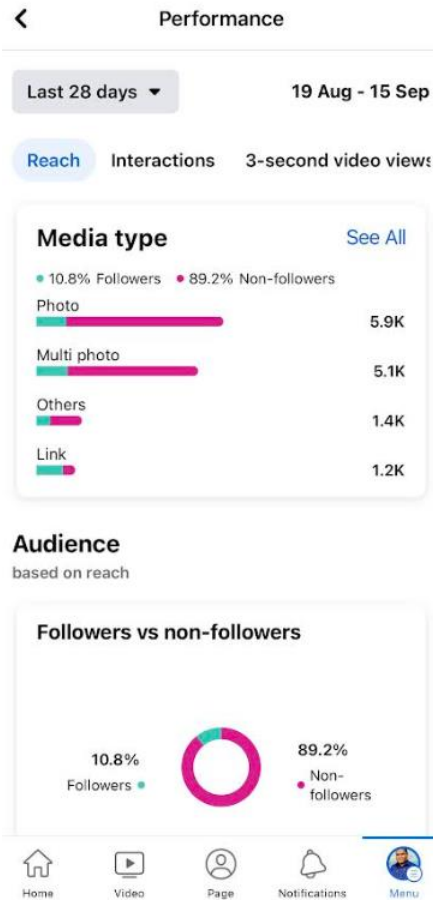 Performance
Last 28 days
19 Aug - 15 Sep
Reach Interactions 3-second video views
Media type See All
10.8% Followers 89.2% Non-followers
Photo
5.9K
Multi photo
5.1K
Others
1.4K
Link
1.2K
Audience
based on reach
Followers vs non-followers
10.8%
Followers
89.2%
Non-
followers
Home Video Page Notifications Menu